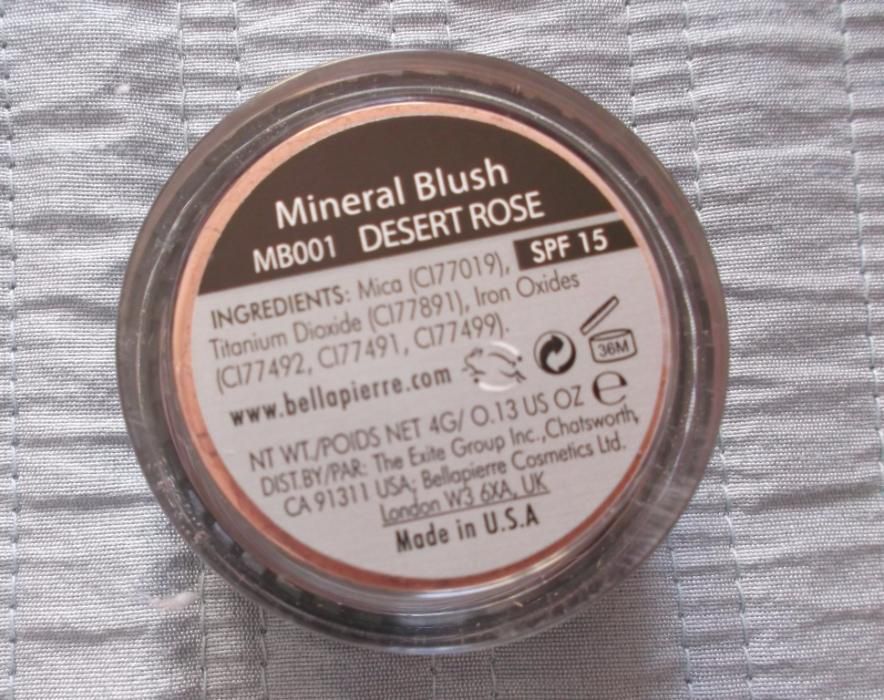 Mineral Blush
MB001 DESERT ROSE
SPF 15
INGREDIENTS: Mica (CI77019),
Titanium Dioxide (CI77891), Iron Oxides
(CI77492, CI77491, CI77499).
36M
www.bellapierre.com
NT WT./POIDS NET 4G/ 0.13 US OZ e
DIST.BY/PAR: The Exite Group Inc.,Chatsworth,
CA 91311 USA; Bellapierre Cosmetics Ltd.
London W3 6XA, UK
Made in U.S.A